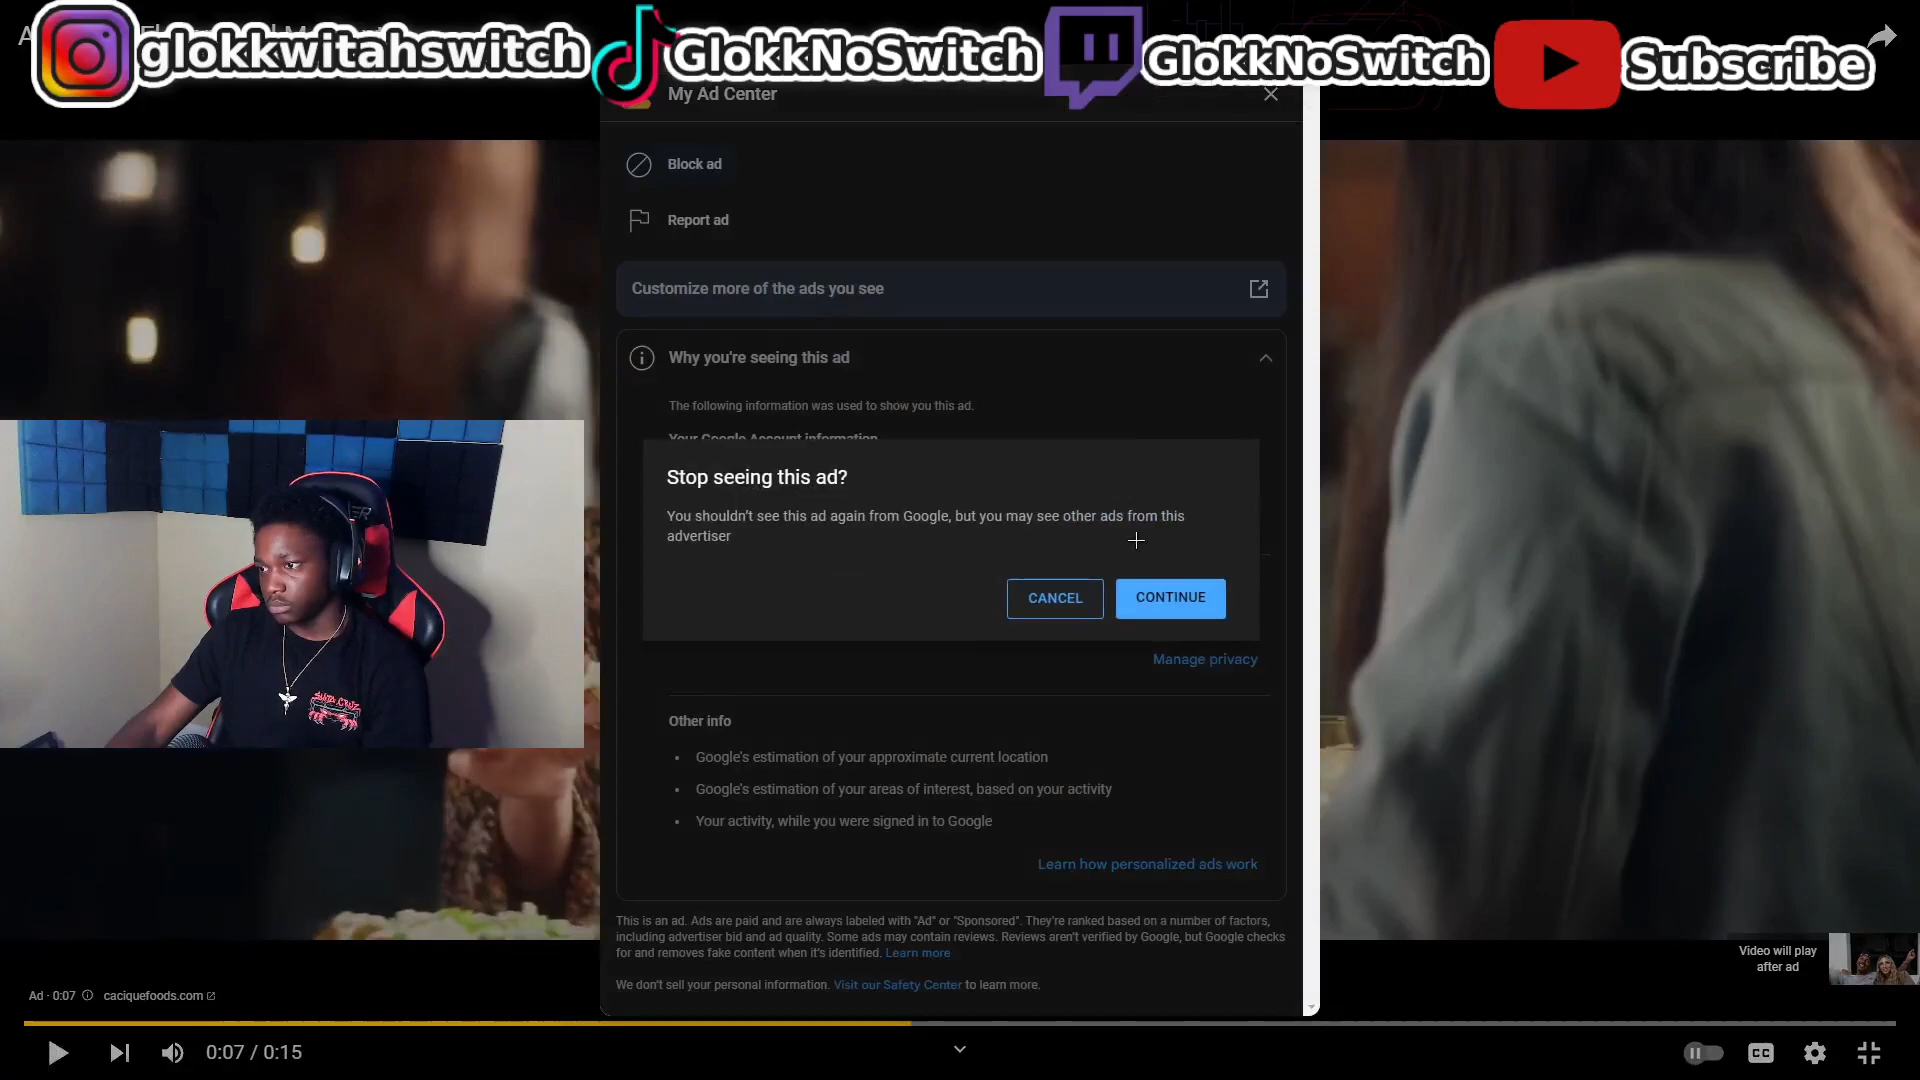 glokkwitahswitch
GlokkNoSwitch
GlokkNoSwitch
Subscribe
My Ad Center
Block ad
Report ad
Customize more of the ads you see
Why you're seeing this ad
The following information was used to show you this ad.
Your Google Account information
Stop seeing this ad?
You shouldn't see this ad again from Google, but you may see other ads from this
advertiser
CANCEL
CONTINUE
Manage privacy
Other info
• Google's estimation of your approximate current location
• Google's estimation of your areas of interest, based on your activity
• Your activity, while you were signed in to Google
Learn how personalized ads work
This is an ad. Ads are paid and are always labeled with "Ad" or "Sponsored". They're ranked based on a number of factors,
including advertiser bid and ad quality. Some ads may contain reviews. Reviews aren't verified by Google, but Google checks
for and removes fake content when it's identified. Learn more
We don't sell your personal information. Visit our Safety Center to learn more.
Video will play
after ad
Ad · 0:07
caciquefoods.com
0:07 / 0:15
CC
SANTA CRUZ